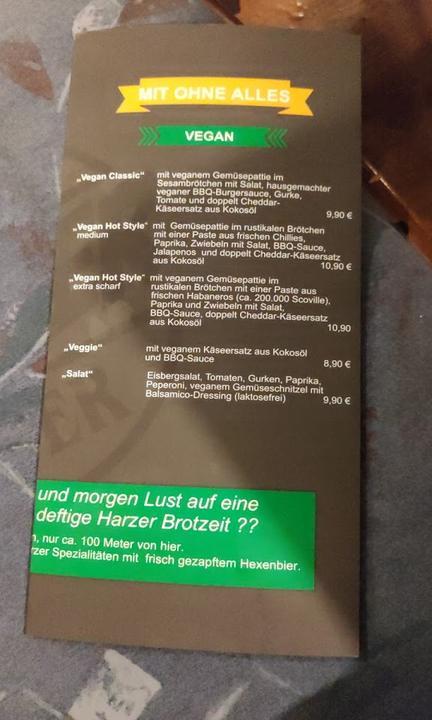 MIT OHNE ALLES
VEGAN
„Vegan Classic“ mit veganem Gemüsepattie im
Sesambrötchen mit Salat, hausgemachter
veganer BBQ-Burgersauce, Gurke,
Tomate und doppelt Cheddar-
Käseersatz aus Kokosöl
9,90 €
„Vegan Hot Style“ mit Gemüsepattie im rustikalen Brötchen
medium mit einer Paste aus frischen Chillies,
Paprika, Zwiebeln mit Salat, BBQ-Sauce,
Jalapenos und doppelt Cheddar-Käseersatz
aus Kokosöl
10,90 €
„Vegan Hot Style“ mit veganem Gemüsepattie im
extra scharf rustikalen Brötchen mit einer Paste aus
frischen Habaneros (ca. 200.000 Scoville),
Paprika und Zwiebeln mit Salat,
BBQ-Sauce, doppelt Cheddar-Käseersatz
aus Kokosöl
10,90
„Veggie“ mit veganem Käseersatz aus Kokosöl
und BBQ-Sauce
8,90 €
„Salat“ Eisbergsalat, Tomaten, Gurken, Paprika,
Peperoni, veganem Gemüseschnitzel mit
Balsamico-Dressing (laktosefrei)
9,90 €
und morgen Lust auf eine
deftige Harzer Brotzeit ??
nur ca. 100 Meter von hier.
rzer Spezialitäten mit frisch gezapftem Hexenbier.